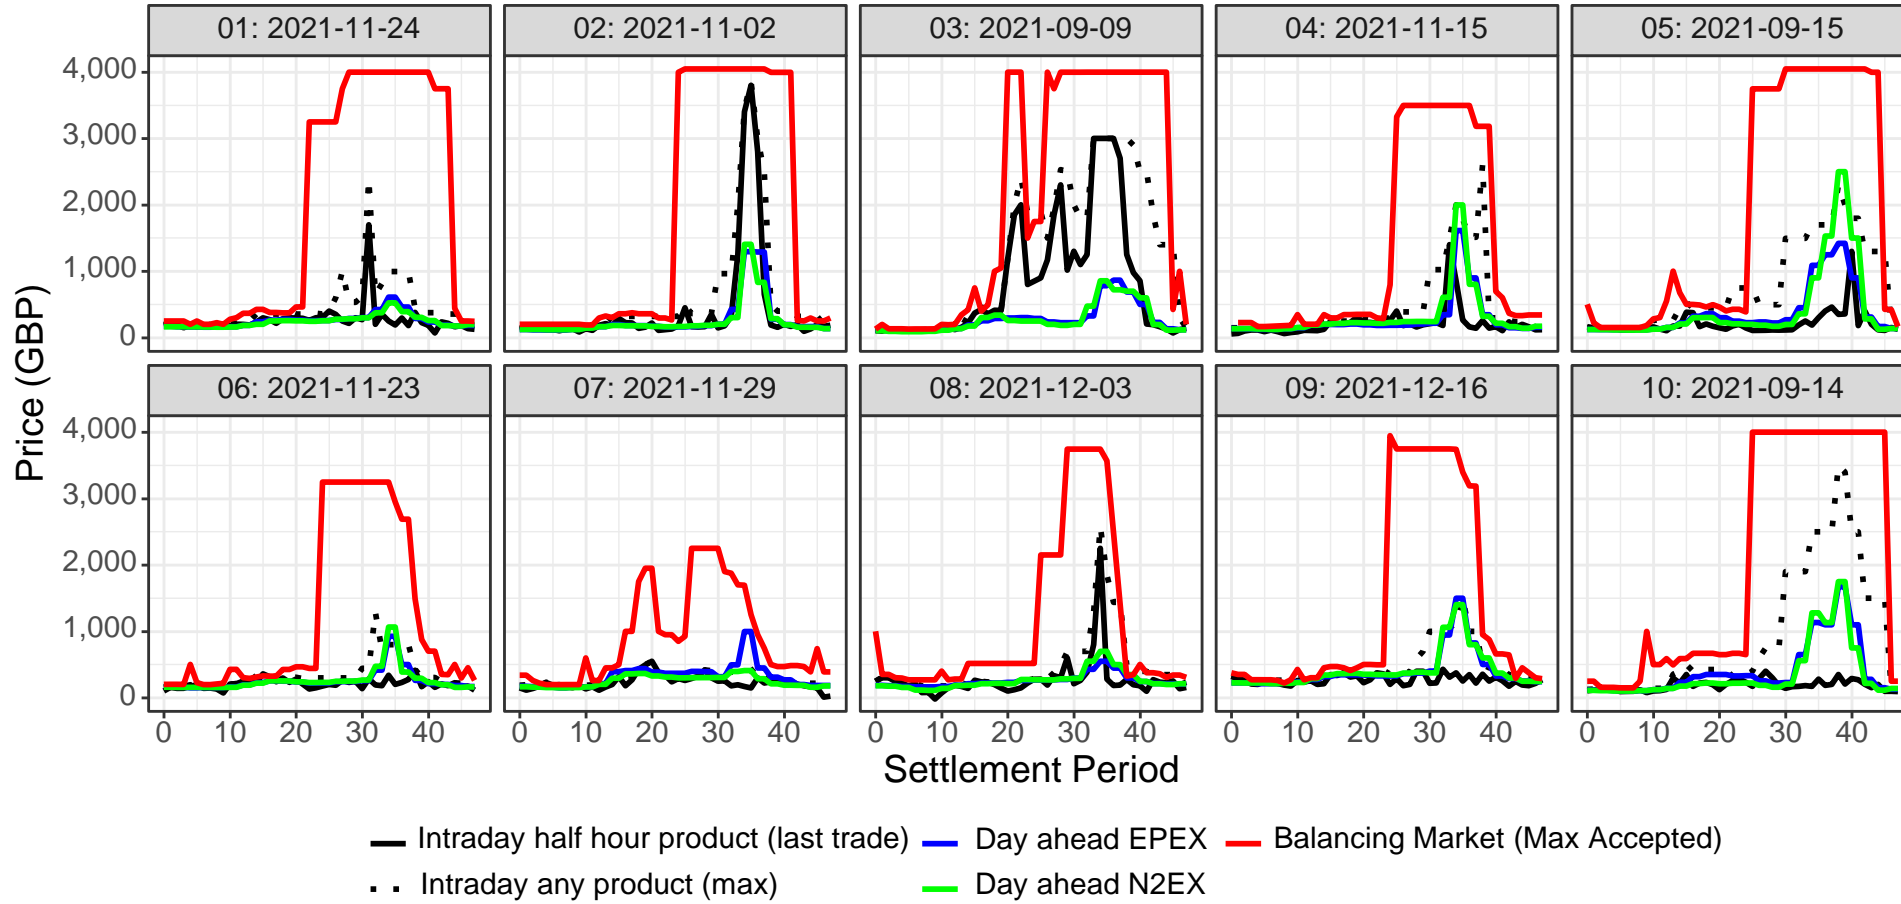 01: 2021-11-24 02: 2021-11-02 03: 2021-09-09 04: 2021-11-15 05: 2021-09-15
4,000
3,000
2,000
1,000
0
06: 2021-11-23 07: 2021-11-29 08: 2021-12-03 09: 2021-12-16 10: 2021-09-14
4,000
3,000
2,000
1,000
0
Price (GBP)
0 10 20 30 40 0 10 20 30 40 0 10 20 30 40 0 10 20 30 40 0 10 20 30 40
Settlement Period
Intraday half hour product (last trade) Day ahead EPEX Balancing Market (Max Accepted)
Intraday any product (max) Day ahead N2EX